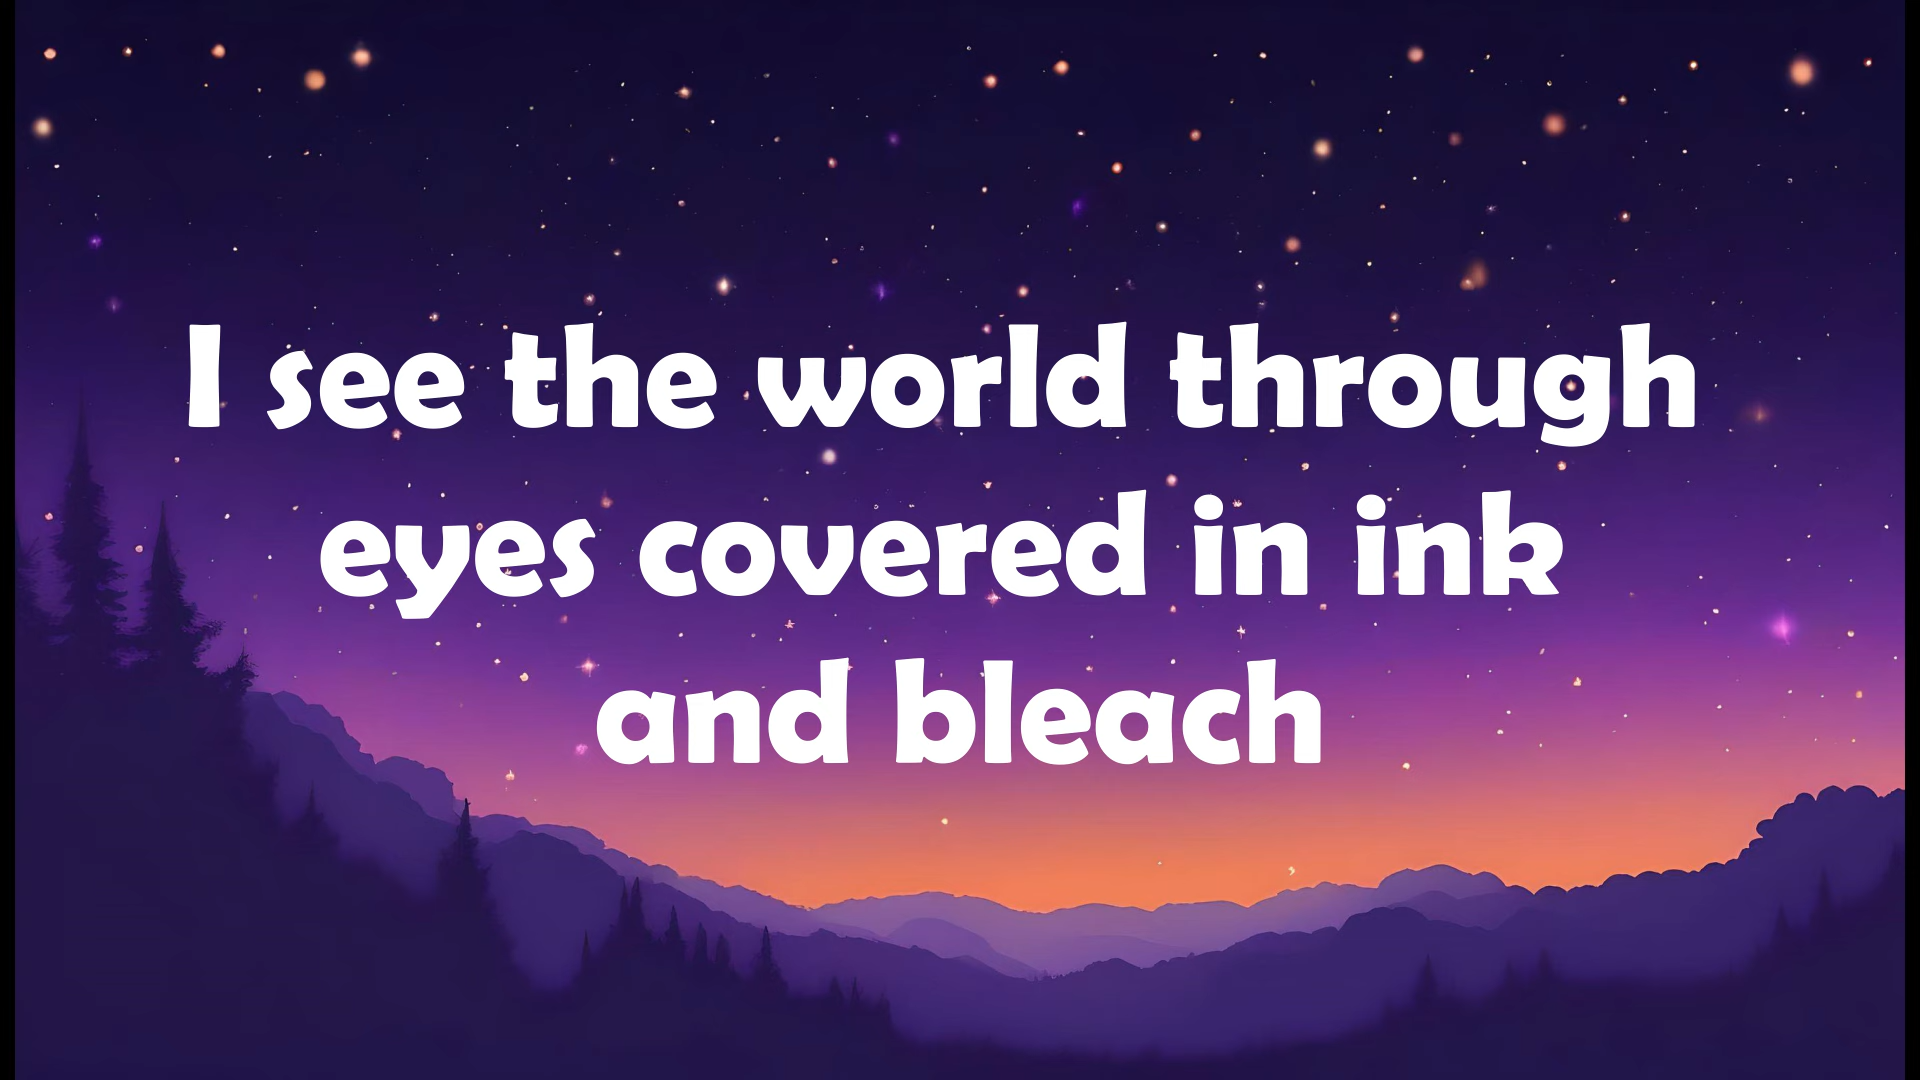 I see the world through
eyes covered in ink
and bleach